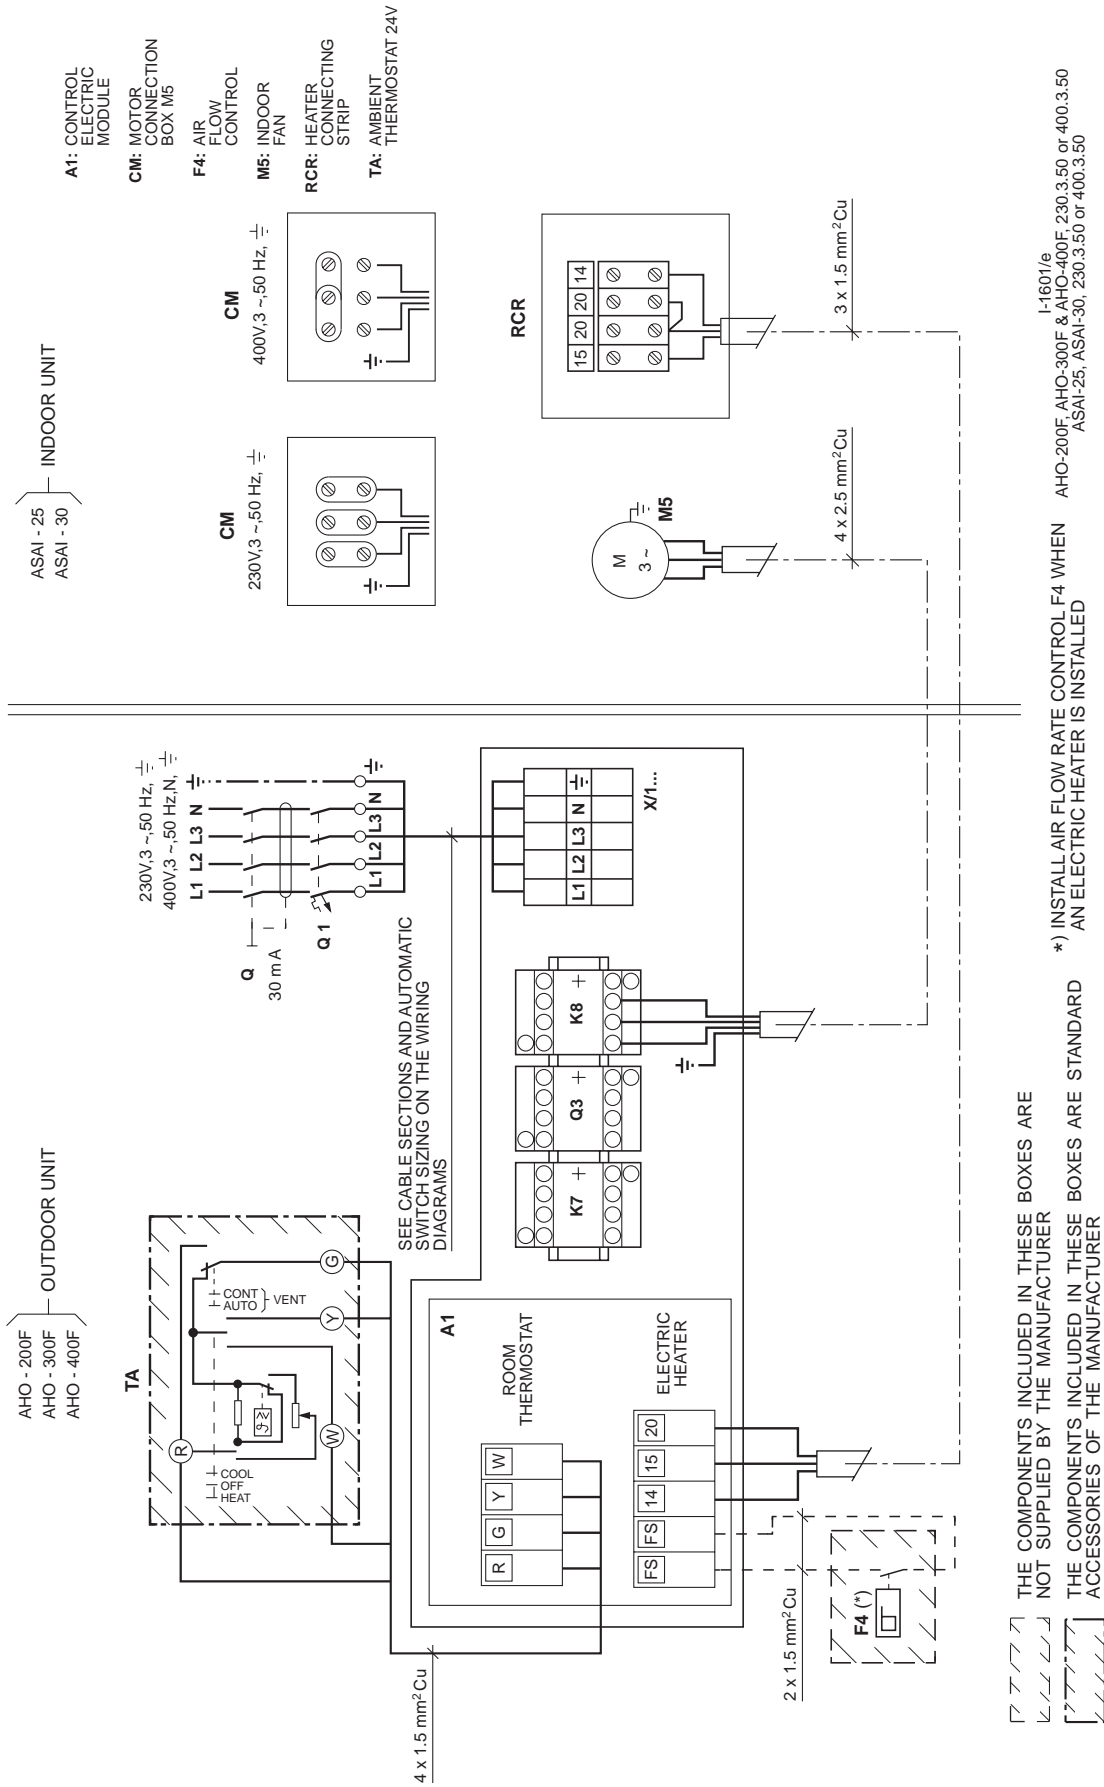 AHO - 200F
AHO - 300F
AHO - 400F
OUTDOOR UNIT
ASAI - 25
ASAI - 30
INDOOR UNIT
TA
R
COOL
OFF
HEAT
CONT
AUTO
VENT
W
Y
G
230V,3 ~,50 Hz,
400V,3 ~,50 Hz,N,
L1 L2 L3 N
Q
30 m A
Q 1
L1 L2 L3 N
SEE CABLE SECTIONS AND AUTOMATIC
SWITCH SIZING ON THE WIRING
DIAGRAMS
L1 L2 L3 N
X/1...
K7
Q3
K8
A1
ROOM
THERMOSTAT
R G Y W
ELECTRIC
HEATER
FS FS 14 15 20
4 x 1.5 mm² Cu
2 x 1.5 mm² Cu
F4 (*)
CM
230V,3 ~,50 Hz,
CM
400V,3 ~,50 Hz,
M
3 ~
M5
RCR
15 20 20 14
4 x 2.5 mm² Cu
3 x 1.5 mm² Cu
A1: CONTROL
ELECTRIC
MODULE
CM: MOTOR
CONNECTION
BOX M5
F4: AIR
FLOW
CONTROL
M5: INDOOR
FAN
RCR: HEATER
CONNECTING
STRIP
TA: AMBIENT
THERMOSTAT 24V
THE COMPONENTS INCLUDED IN THESE BOXES ARE
NOT SUPPLIED BY THE MANUFACTURER
THE COMPONENTS INCLUDED IN THESE BOXES ARE STANDARD
ACCESSORIES OF THE MANUFACTURER
*) INSTALL AIR FLOW RATE CONTROL F4 WHEN
AN ELECTRIC HEATER IS INSTALLED
I-1601/e
AHO-200F, AHO-300F & AHO-400F, 230.3.50 or 400.3.50
ASAI-25, ASAI-30, 230.3.50 or 400.3.50